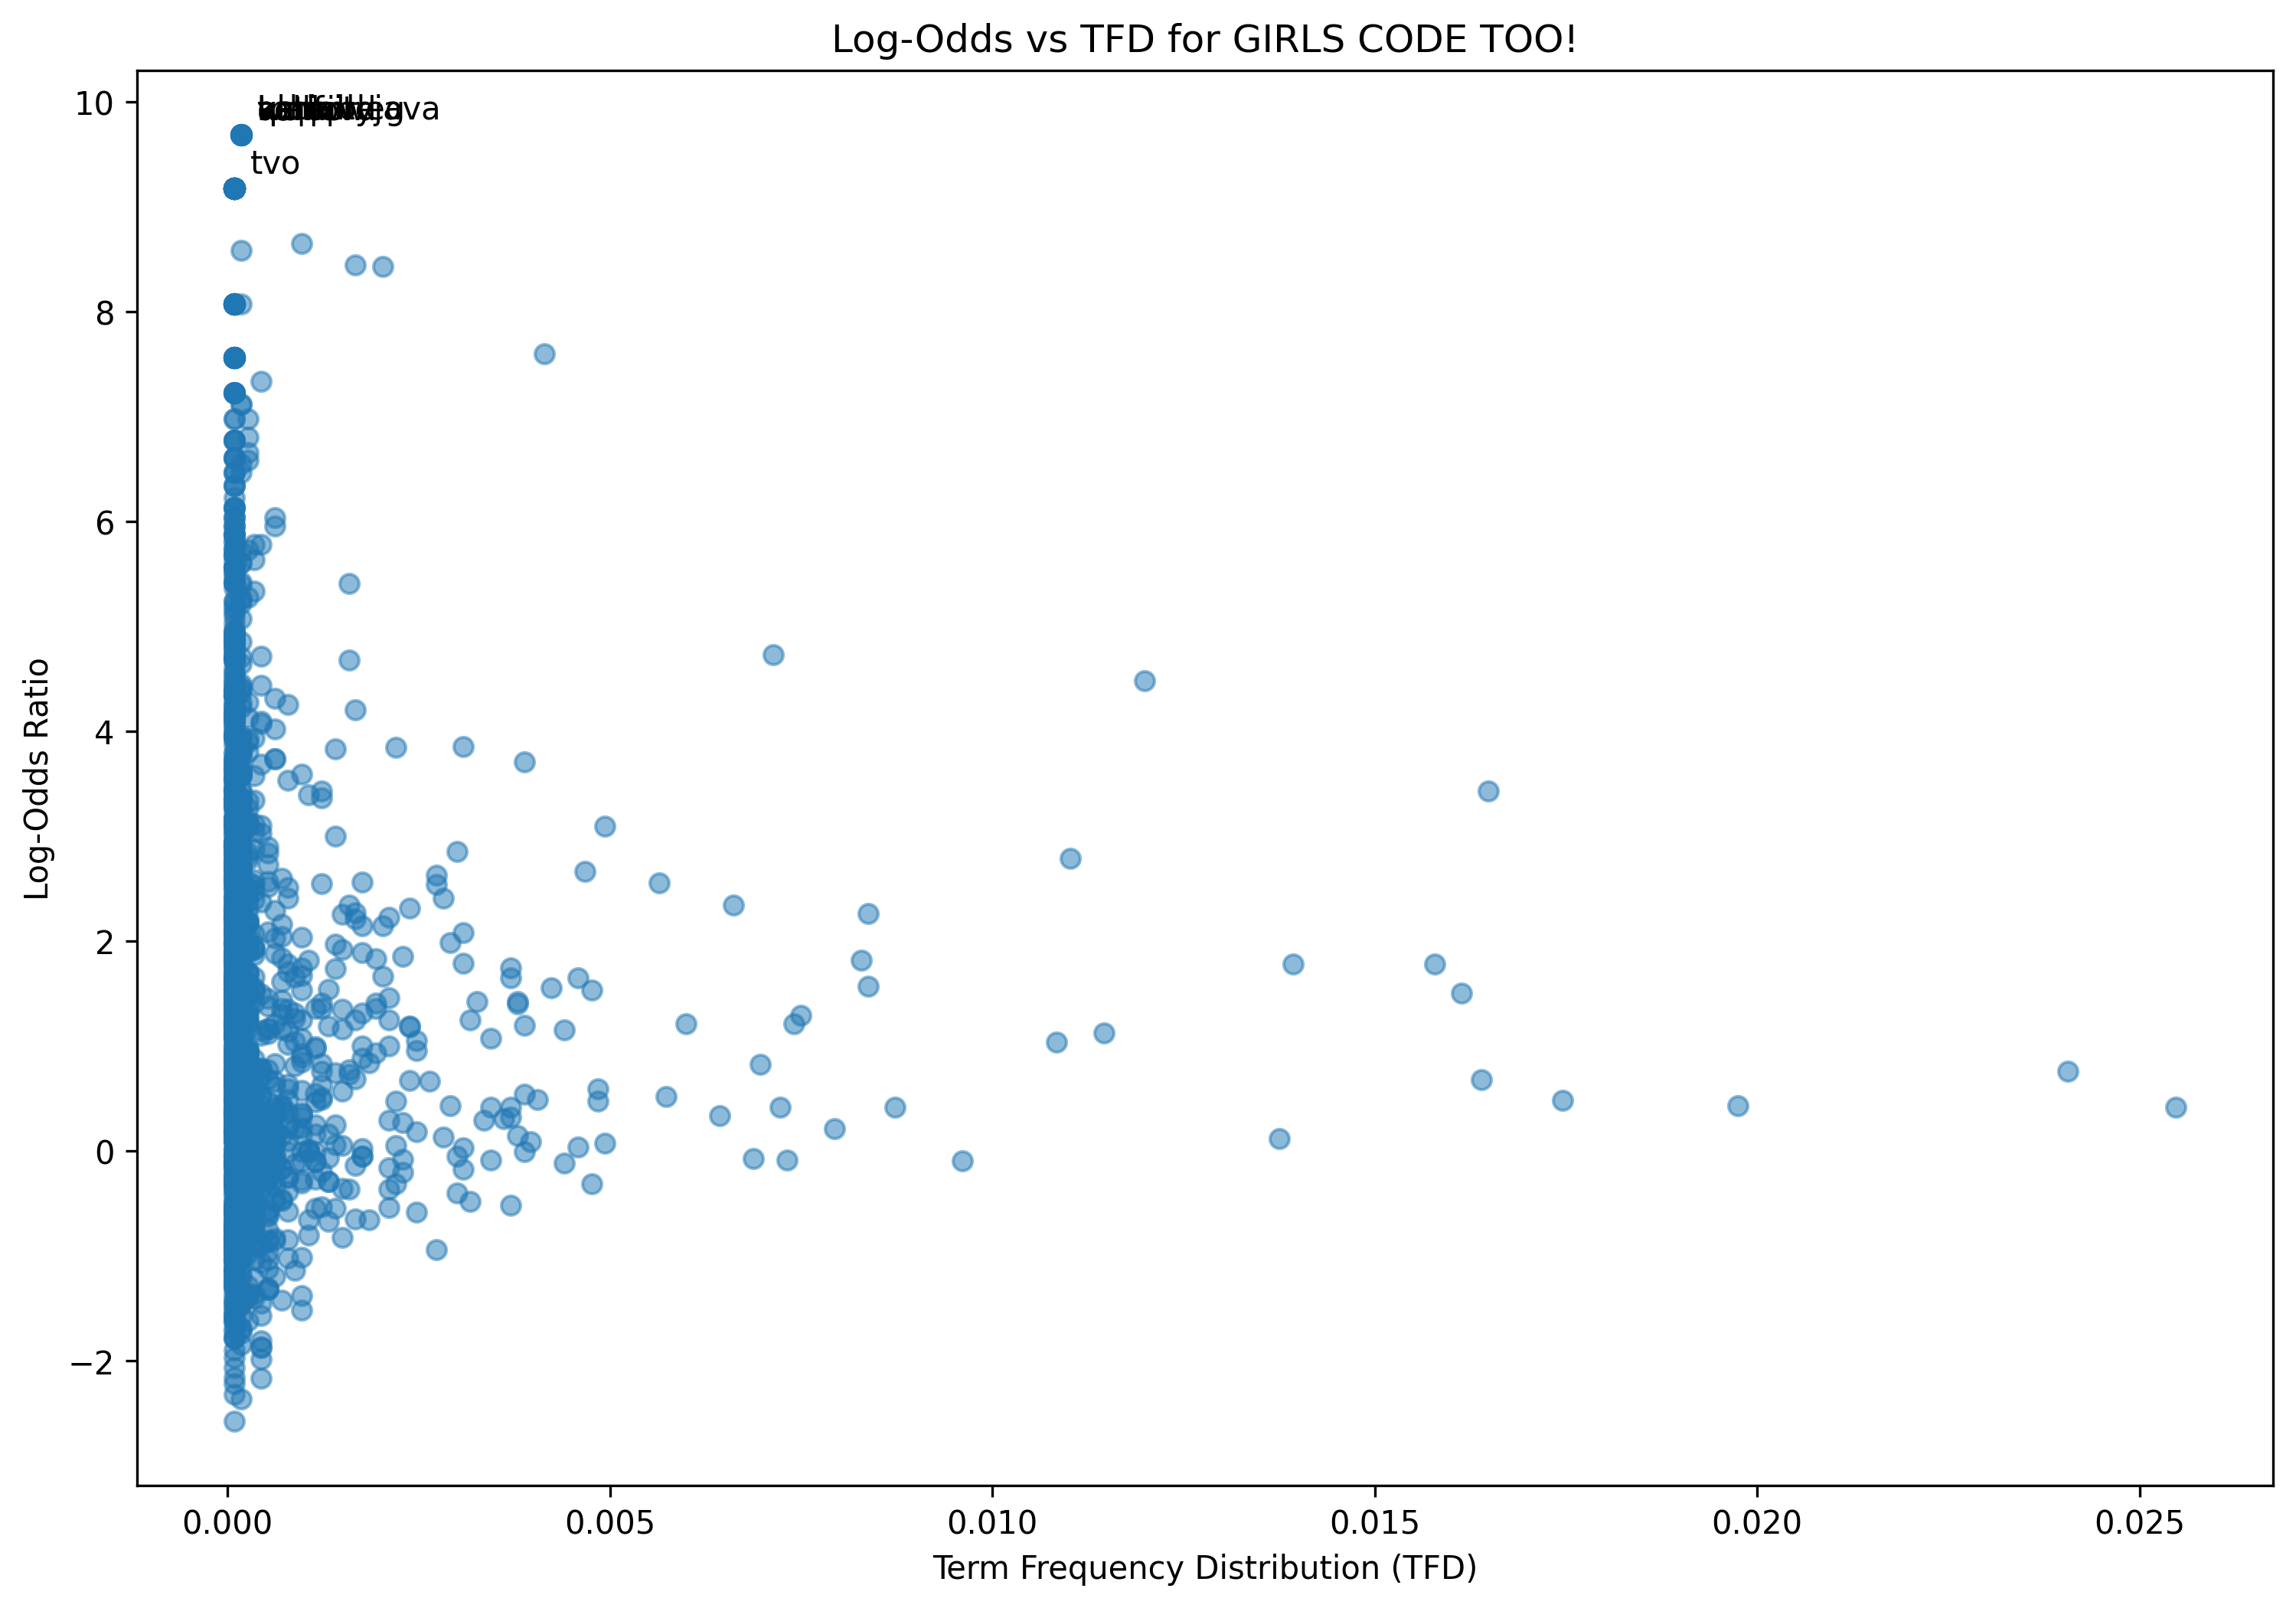 Log-Odds vs TFD for GIRLS CODE TOO!
10
tvo
8
6
4
2
0
−2
Log-Odds Ratio
0.000 0.005 0.010 0.015 0.020 0.025
Term Frequency Distribution (TFD)